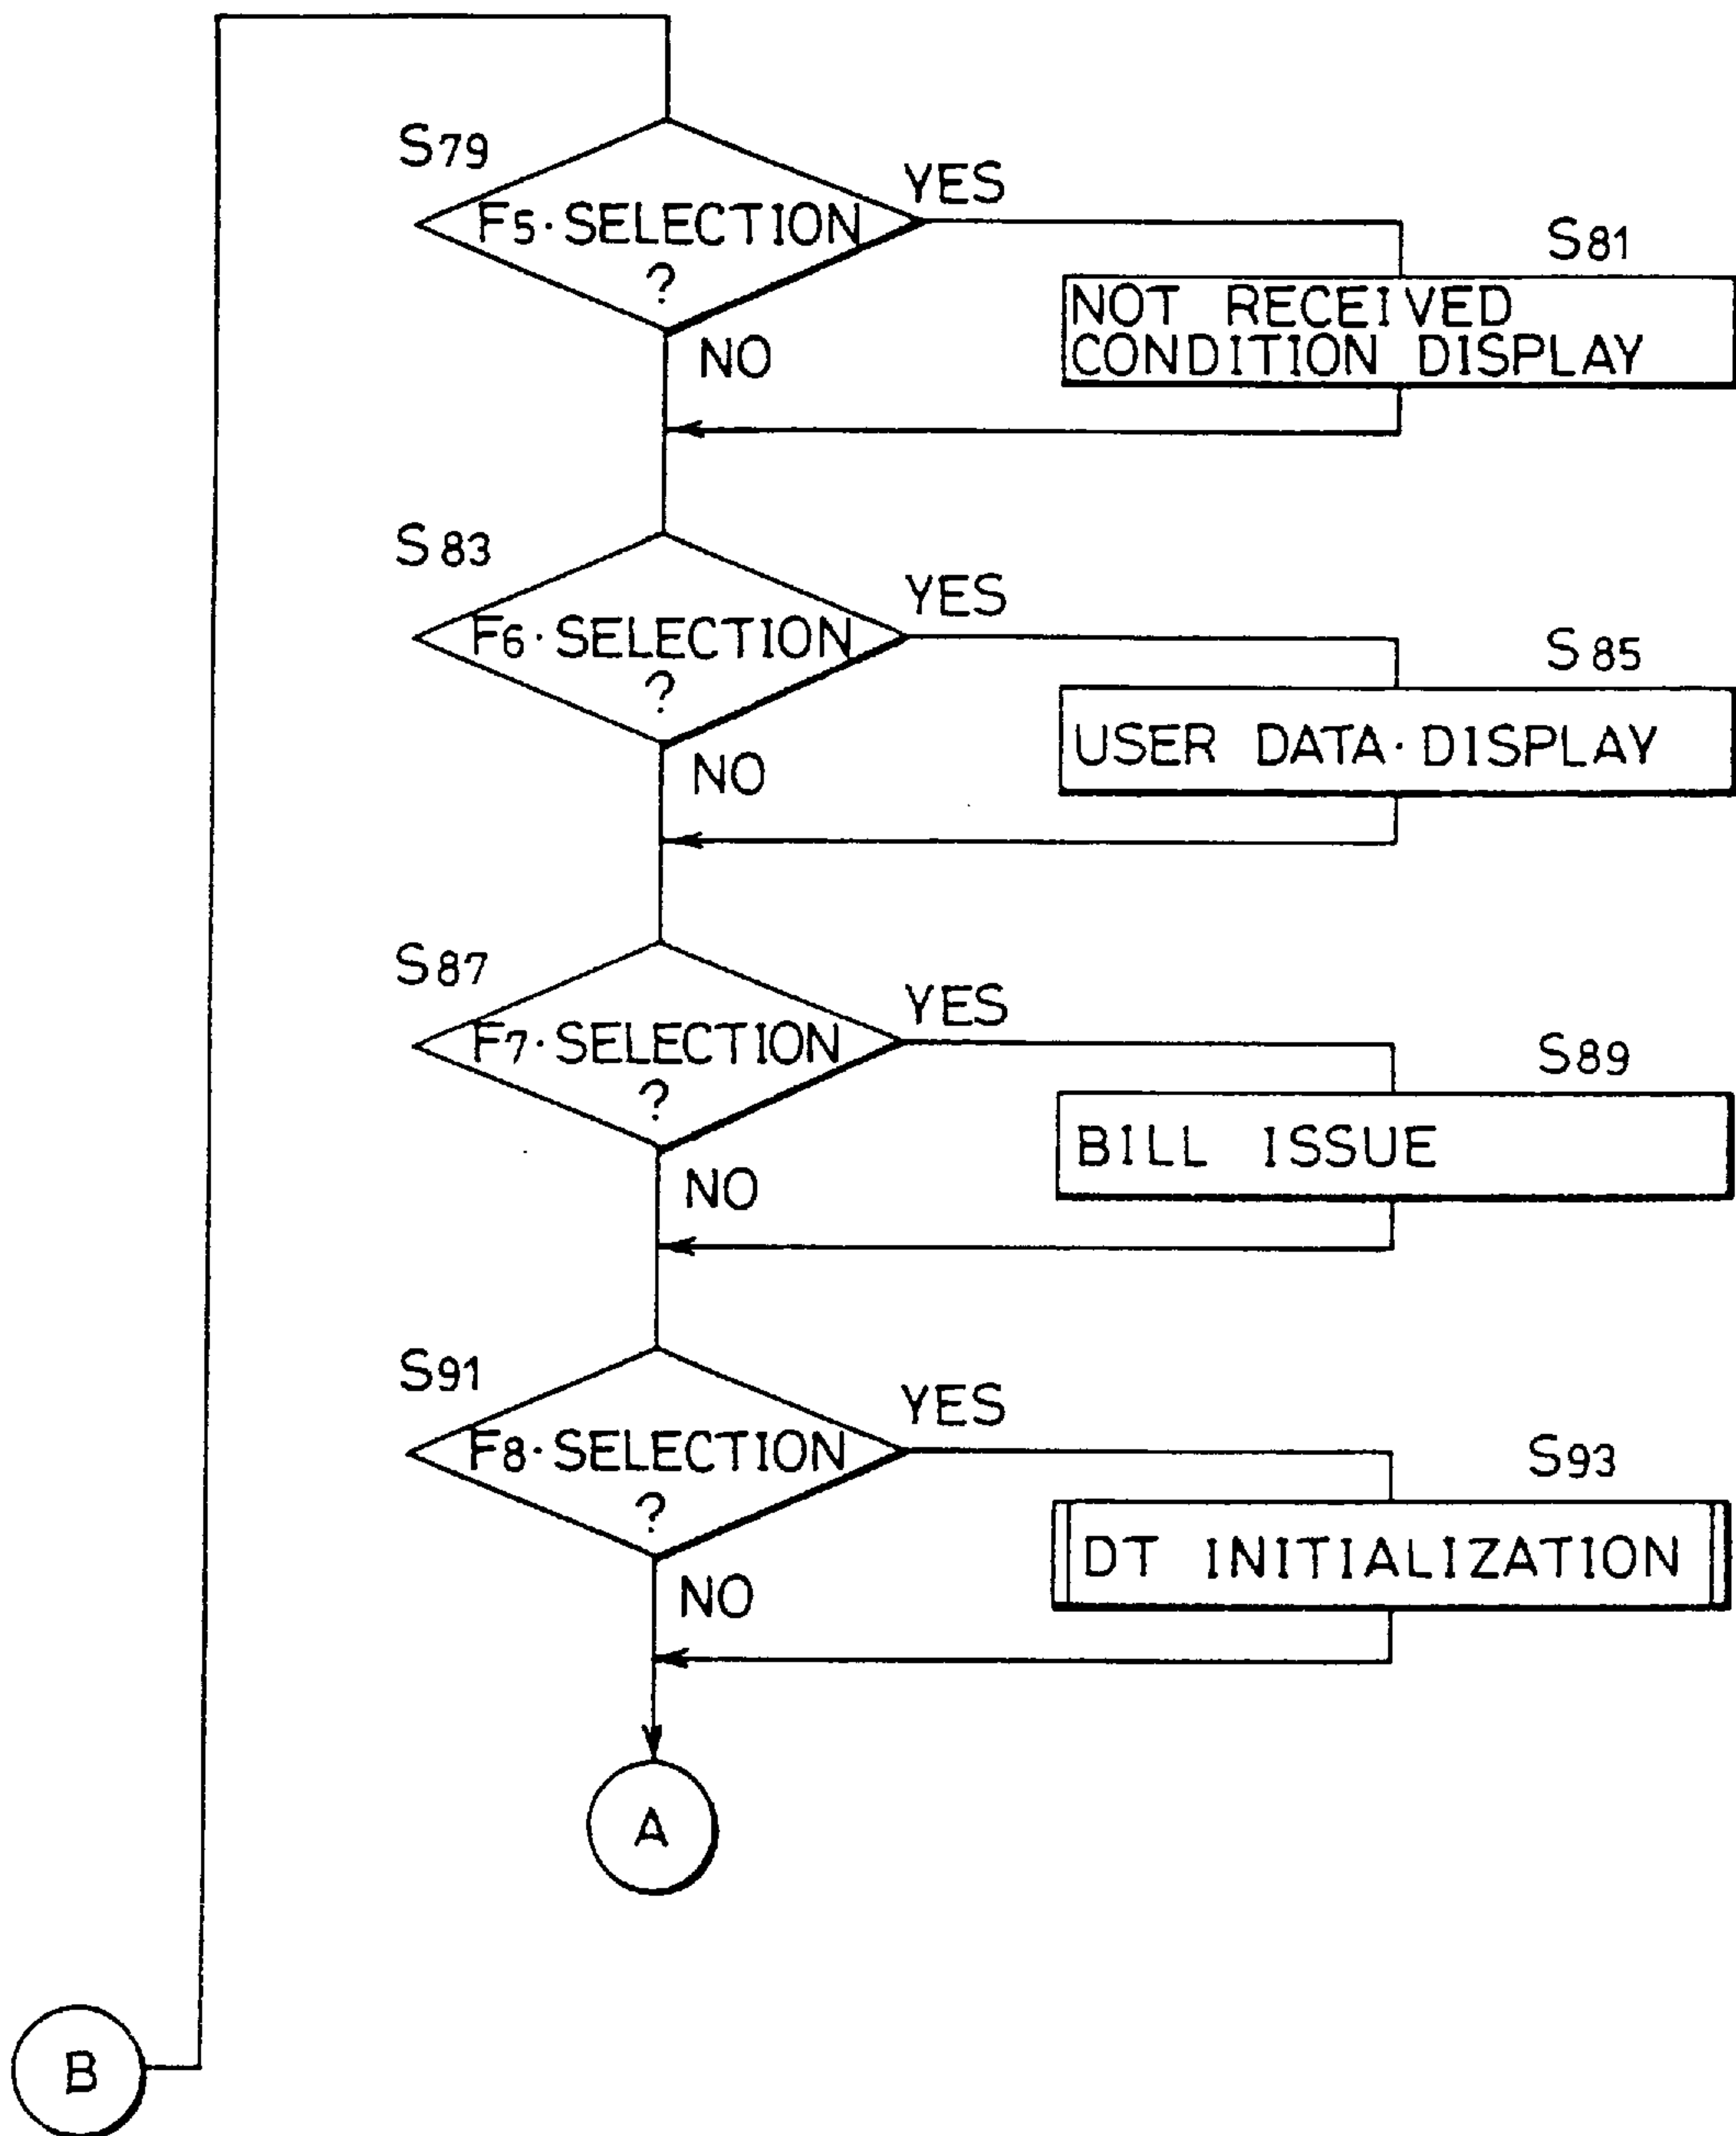 S79
F5·SELECTION
?
YES
NO
S81
NOT RECEIVED
CONDITION DISPLAY
S83
F6·SELECTION
?
YES
NO
S85
USER DATA·DISPLAY
S87
F7·SELECTION
?
YES
NO
S89
BILL ISSUE
S91
F8·SELECTION
?
YES
NO
S93
DT INITIALIZATION
A
B